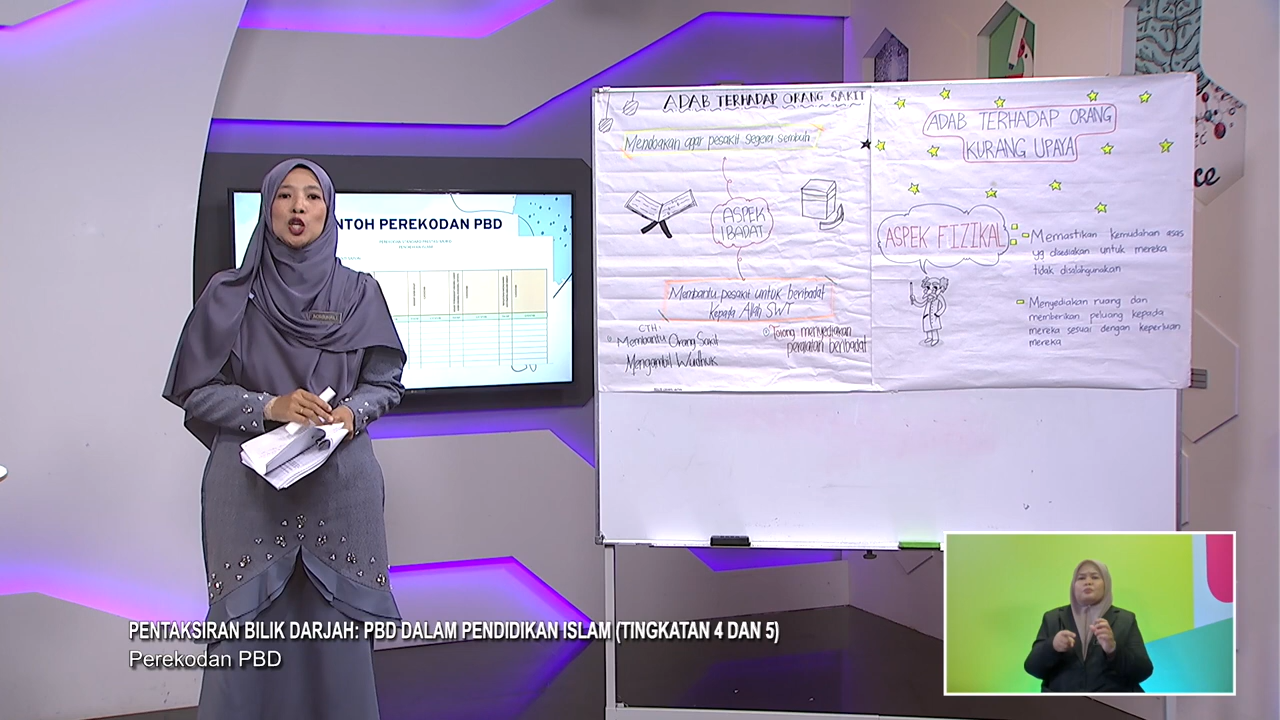 NTOH PEREKODAN PBD
ADAB TERHADAP ORANG SAKIT
Mendoakan agar pesakit segera sembuh
ASPEK
IBADAT
Membantu pesakit untuk beribadat
kepada Allah SWT
CTH:
Membantu Orang Sakit
Mengambil Wudhuk
Tolong menyediakan
peralatan beribadat
ADAB TERHADAP ORANG
KURANG UPAYA
ASPEK FIZIKAL
Memastikan kemudahan asas
yg disediakan untuk mereka
tidak disalahgunakan
Menyediakan ruang dan
memberikan peluang kepada
mereka sesuai dengan keperluan
mereka
PENTAKSIRAN BILIK DARJAH: PBD DALAM PENDIDIKAN ISLAM (TINGKATAN 4 DAN 5)
Perekodan PBD